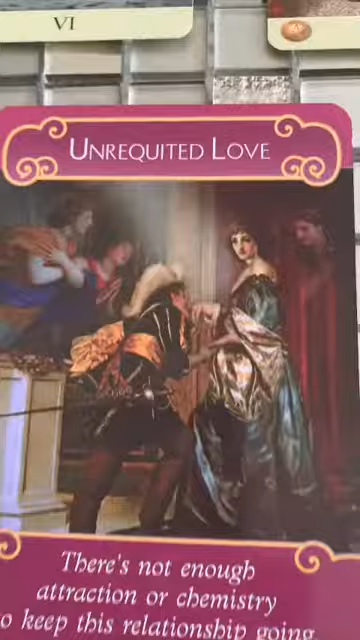 VI
UNREQUITED LOVE
There's not enough
attraction or chemistry
to keep this relationship going